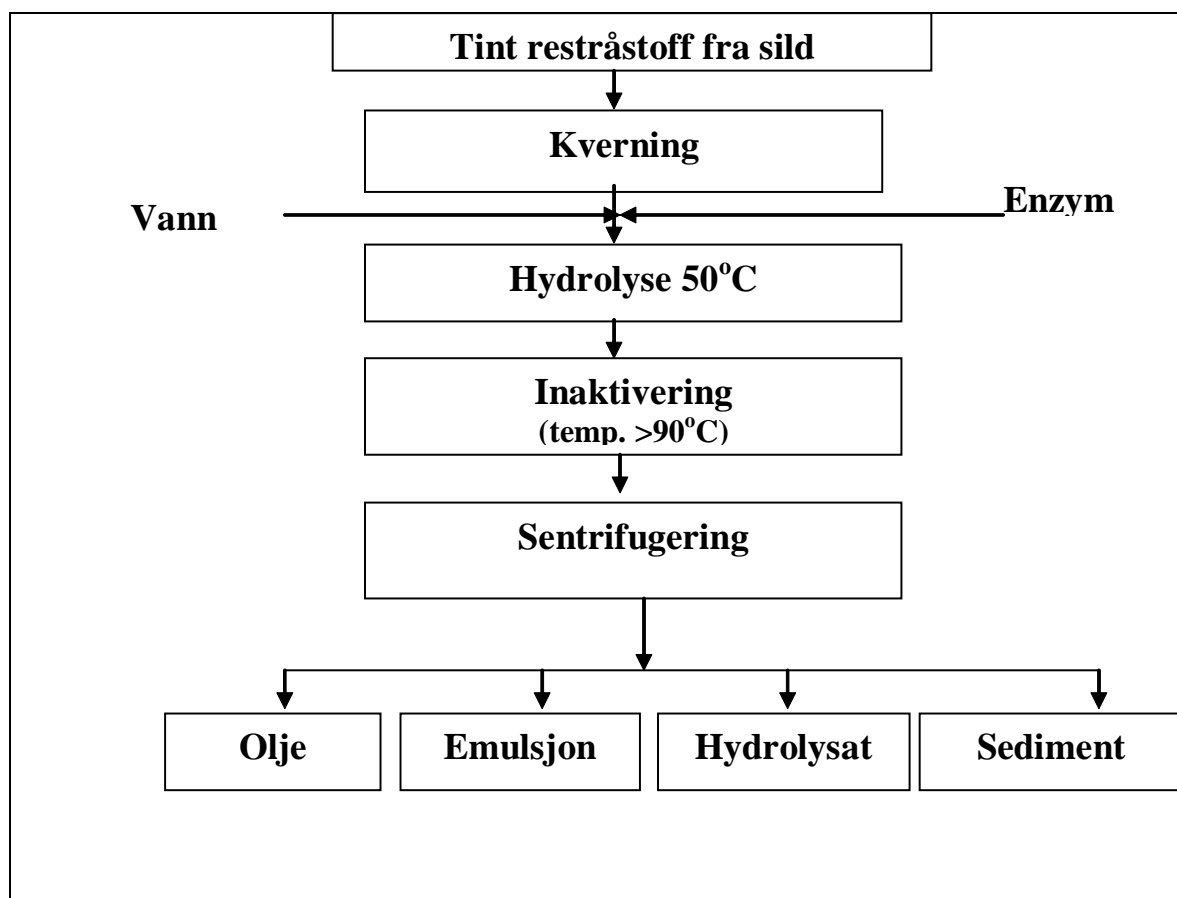 Tint restråstoff fra sild
Kverning
Vann
Enzym
Hydrolyse 50°C
Inaktivering
(temp. >90°C)
Sentrifugering
Olje
Emulsjon
Hydrolysat
Sediment